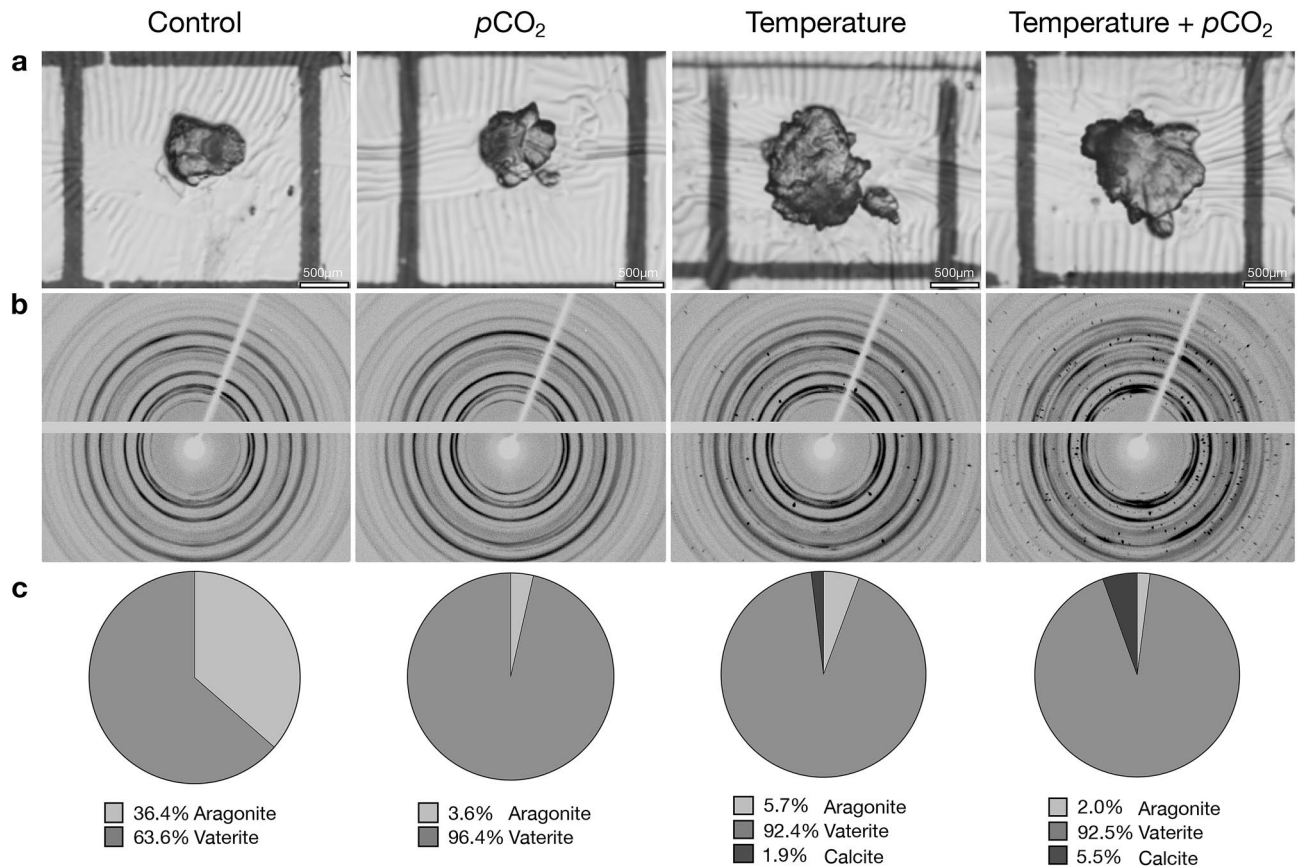 Control pCO₂ Temperature Temperature + pCO₂
a
500µm 500µm 500µm 500µm
b
c
36.4% Aragonite
63.6% Vaterite
3.6% Aragonite
96.4% Vaterite
5.7% Aragonite
92.4% Vaterite
1.9% Calcite
2.0% Aragonite
92.5% Vaterite
5.5% Calcite